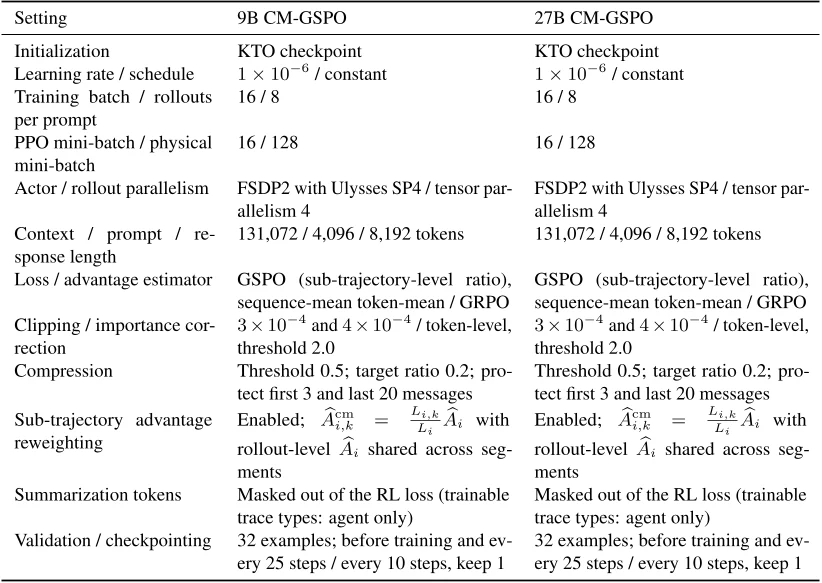 Setting 9B CM-GSPO 27B CM-GSPO
Initialization KTO checkpoint KTO checkpoint
Learning rate / schedule 1 × 10⁻⁶ / constant 1 × 10⁻⁶ / constant
Training batch / rollouts 16 / 8 16 / 8
per prompt
PPO mini-batch / physical 16 / 128 16 / 128
mini-batch
Actor / rollout parallelism FSDP2 with Ulysses SP4 / tensor par- FSDP2 with Ulysses SP4 / tensor par-
allelism 4 allelism 4
Context / prompt / re- 131,072 / 4,096 / 8,192 tokens 131,072 / 4,096 / 8,192 tokens
sponse length
Loss / advantage estimator GSPO (sub-trajectory-level ratio), GSPO (sub-trajectory-level ratio),
sequence-mean token-mean / GRPO sequence-mean token-mean / GRPO
Clipping / importance cor- 3 × 10⁻⁴ and 4 × 10⁻⁴ / token-level, 3 × 10⁻⁴ and 4 × 10⁻⁴ / token-level,
rection threshold 2.0 threshold 2.0
Compression Threshold 0.5; target ratio 0.2; pro- Threshold 0.5; target ratio 0.2; pro-
tect first 3 and last 20 messages tect first 3 and last 20 messages
Sub-trajectory advantage Enabled; Â^cm_{i,k} = L_{i,k}/L_i Â_i with Enabled; Â^cm_{i,k} = L_{i,k}/L_i Â_i with
reweighting rollout-level Â_i shared across seg- rollout-level Â_i shared across seg-
ments ments
Summarization tokens Masked out of the RL loss (trainable Masked out of the RL loss (trainable
trace types: agent only) trace types: agent only)
Validation / checkpointing 32 examples; before training and ev- 32 examples; before training and ev-
ery 25 steps / every 10 steps, keep 1 ery 25 steps / every 10 steps, keep 1